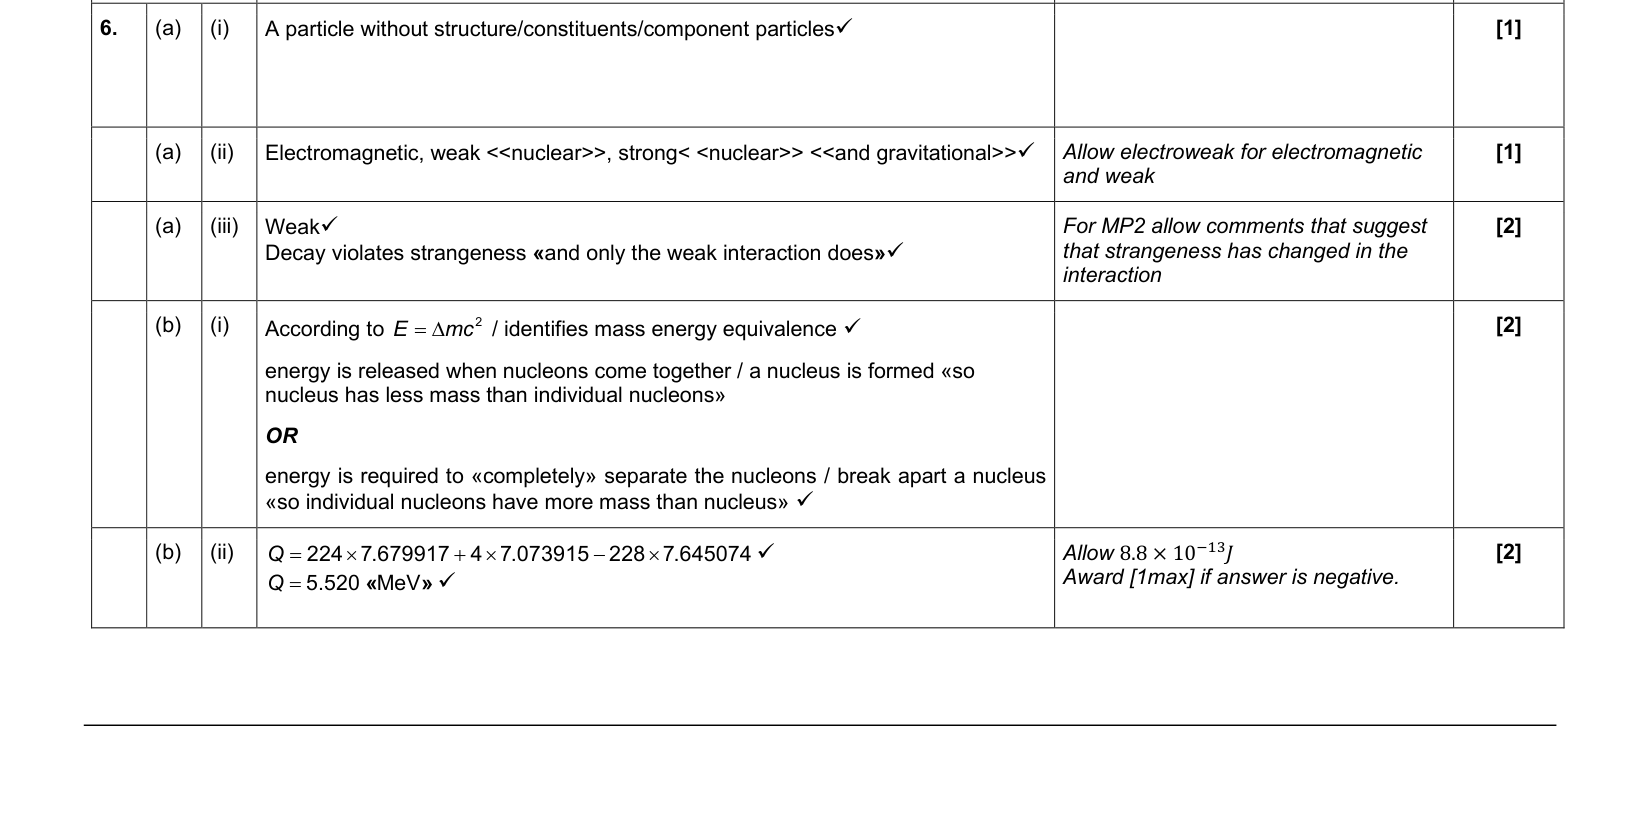 6. (a) (i) A particle without structure/constituents/component particles✓ [1]
(a) (ii) Electromagnetic, weak <<nuclear>>, strong< <nuclear>> <<and gravitational>>✓ Allow electroweak for electromagnetic [1]
and weak
(a) (iii) Weak✓ For MP2 allow comments that suggest [2]
Decay violates strangeness «and only the weak interaction does»✓ that strangeness has changed in the
interaction
(b) (i) According to E = Δmc² / identifies mass energy equivalence ✓ [2]
energy is released when nucleons come together / a nucleus is formed «so
nucleus has less mass than individual nucleons»
OR
energy is required to «completely» separate the nucleons / break apart a nucleus
«so individual nucleons have more mass than nucleus» ✓
(b) (ii) Q = 224 × 7.679917 + 4 × 7.073915 − 228 × 7.645074 ✓ Allow 8.8 × 10⁻¹³J [2]
Q = 5.520 «MeV» ✓ Award [1max] if answer is negative.